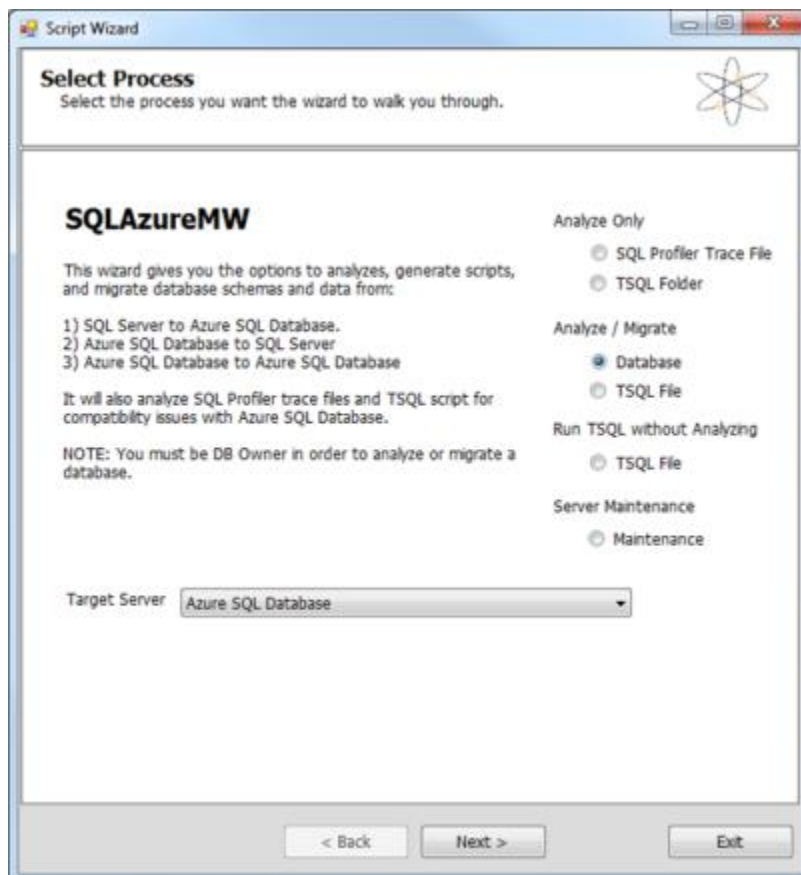 Script Wizard
Select Process
Select the process you want the wizard to walk you through.
SQLAzureMW
This wizard gives you the options to analyzes, generate scripts,
and migrate database schemas and data from:
1) SQL Server to Azure SQL Database.
2) Azure SQL Database to SQL Server
3) Azure SQL Database to Azure SQL Database
It will also analyze SQL Profiler trace files and TSQL script for
compatibility issues with Azure SQL Database.
NOTE: You must be DB Owner in order to analyze or migrate a
database.
Analyze Only
SQL Profiler Trace File
TSQL Folder
Analyze / Migrate
Database
TSQL File
Run TSQL without Analyzing
TSQL File
Server Maintenance
Maintenance
Target Server
Azure SQL Database
< Back
Next >
Exit